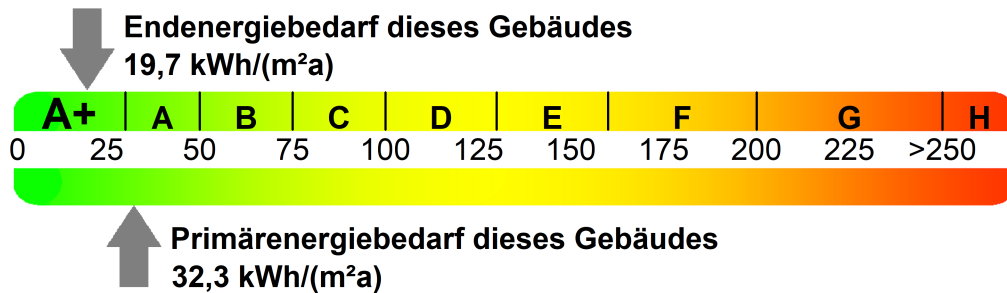 Endenergiebedarf dieses Gebäudes
19,7 kWh/(m²a)
A+ A B C D E F G H
0 25 50 75 100 125 150 175 200 225 >250
Primärenergiebedarf dieses Gebäudes
32,3 kWh/(m²a)